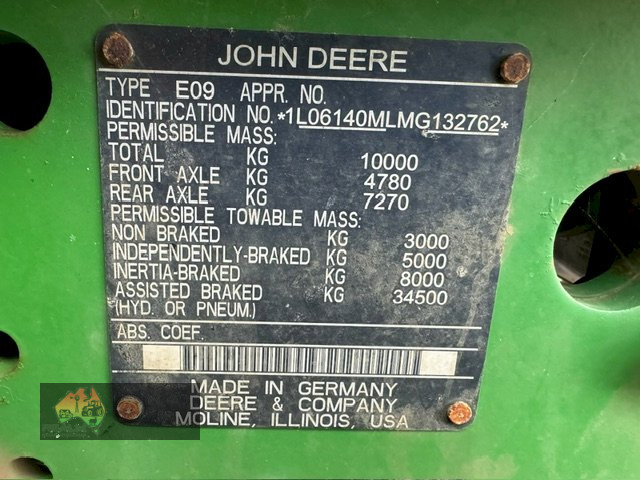 JOHN DEERE
TYPE E09 APPR. NO.
IDENTIFICATION NO. *1L06140MLMG132762*
PERMISSIBLE MASS:
TOTAL KG 10000
FRONT AXLE KG 4780
REAR AXLE KG 7270
PERMISSIBLE TOWABLE MASS:
NON BRAKED KG 3000
INDEPENDENTLY-BRAKED KG 5000
INERTIA-BRAKED KG 8000
ASSISTED BRAKED KG 34500
(HYD. OR PNEUM.)
ABS. COEF.
MADE IN GERMANY
DEERE & COMPANY
MOLINE, ILLINOIS, USA